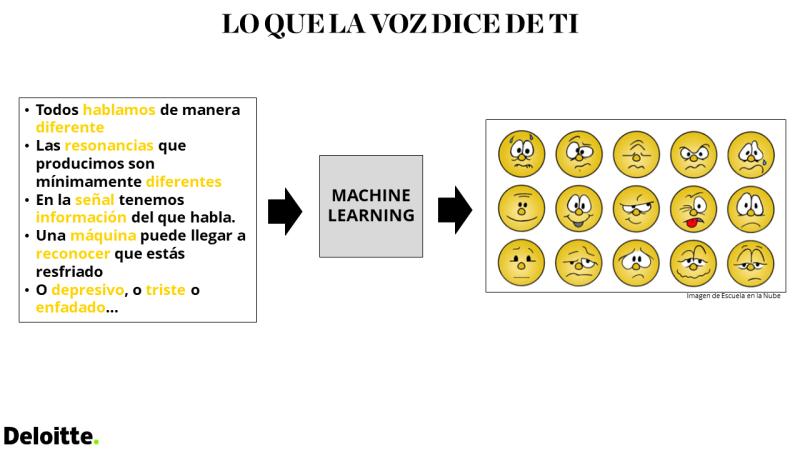 LO QUE LA VOZ DICE DE TI
• Todos hablamos de manera
diferente
• Las resonancias que
producimos son
mínimamente diferentes
• En la señal tenemos
información del que habla.
• Una máquina puede llegar a
reconocer que estás
resfriado
• O depresivo, o triste o
enfadado...
MACHINE
LEARNING
Imagen de Escuela en la Nube
Deloitte.